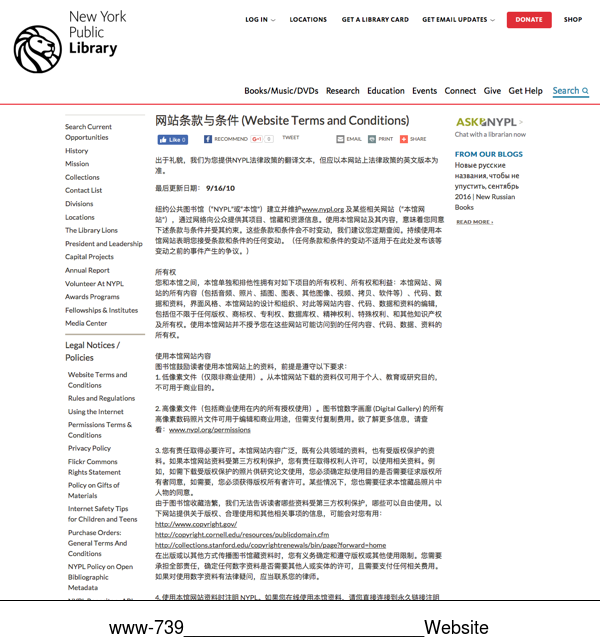 New York
Public
Library
LOG IN
LOCATIONS
GET A LIBRARY CARD
GET EMAIL UPDATES
DONATE
SHOP
Books/Music/DVDs Research Education Events Connect Give Get Help Search
Search Current
Opportunities
History
Mission
Collections
Contact List
Divisions
Locations
The Library Lions
President and Leadership
Capital Projects
Annual Report
Volunteer At NYPL
Awards Programs
Fellowships & Institutes
Media Center
Legal Notices /
Policies
Website Terms and
Conditions
Rules and Regulations
Using the Internet
Permissions Terms &
Conditions
Privacy Policy
Flickr Commons
Rights Statement
Policy on Gifts of
Materials
Internet Safety Tips
for Children and Teens
Purchase Orders:
General Terms And
Conditions
NYPL Policy on Open
Bibliographic
Metadata
网站条款与条件 (Website Terms and Conditions)
Like 0
RECOMMEND
G+1 0
TWEET
EMAIL
PRINT
SHARE
出于礼貌，我们为您提供NYPL法律政策的翻译文本，但应以本网站上法律政策的英文版本为
准。
最后更新日期： 9/16/10
纽约公共图书馆（"NYPL"或"本馆"）建立并维护www.nypl.org 及某些相关网站（"本馆网
站"），通过网络向公众提供其项目、馆藏和资源信息。使用本馆网站及其内容，意味着您同意
下述条款与条件并受其约束。这些条款和条件会不时变动，我们建议您定期查阅。持续使用本
馆网站表明您接受条款和条件的任何变动。（任何条款和条件的变动不适用于在此处发布该等
变动之前的事件产生的争议。）
所有权
您和本馆之间，本馆单独和排他性拥有对如下项目的所有权利、所有权和利益：本馆网站、网
站的所有内容（包括音频、照片、插图、图表、其他图像、视频、拷贝、软件等）、代码、数
据和资料，界面风格、本馆网站的设计和组织、对此等网站内容、代码、数据和资料的编辑，
包括但不限于任何版权、商标权、专利权、数据库权、精神权利、特殊权利、和其他知识产权
及所有权。使用本馆网站并不授予您在这些网站可能访问到的任何内容、代码、数据、资料的
所有权。
使用本馆网站内容
图书馆鼓励读者使用本馆网站上的资料，前提是遵守以下要求：
1. 低像素文件（仅限非商业使用）。从本馆网站下载的资料仅可用于个人、教育或研究目的，
不可用于商业目的。
2. 高像素文件（包括商业使用在内的所有授权使用）。图书馆数字画廊 (Digital Gallery) 的所有
高像素数码照片文件可用于编辑和商业用途，但需支付复制费用。欲了解更多信息，请查
看：www.nypl.org/permissions
3. 您有责任取得必要许可。本馆网站内容广泛，既有公共领域的资料，也有受版权保护的资
料。如果本馆网站资料受第三方权利保护，您有责任取得权利人许可，以使用相关资料。例
如，如需下载受版权保护的照片供研究论文使用，您必须确定拟使用目的是否需要征求版权所
有者同意，如需要，您必须获得版权所有者许可。某些情况下，您也需要征求本馆藏品照片中
人物的同意。
由于图书馆收藏浩繁，我们无法告诉读者哪些资料受第三方权利保护，哪些可以自由使用。以
下网站提供关于版权、合理使用和其他相关事项的信息，可能会对您有用：
http://www.copyright.gov/
http://copyright.cornell.edu/resources/publicdomain.cfm
http://collections.stanford.edu/copyrightrenewals/bin/page?forward=home
在出版或以其他方式传播图书馆馆藏资料时，您有义务确定和遵守版权或其他使用限制。您需要
承担全部责任，确定任何数字资料是否需要其他人或实体的许可，且需要支付任何相关费用。
如果对使用数字资料有法律疑问，应当联系您的律师。
4. 使用本馆网站资料时注明 NYPL。如果您在线使用本馆资料，请您直接连接到永久链接注明
ASK NYPL >
Chat with a librarian now
FROM OUR BLOGS
Новые русские
названия, чтобы не
упустить, сентябрь
2016 | New Russian
Books
READ MORE ›
www-739____________________Website